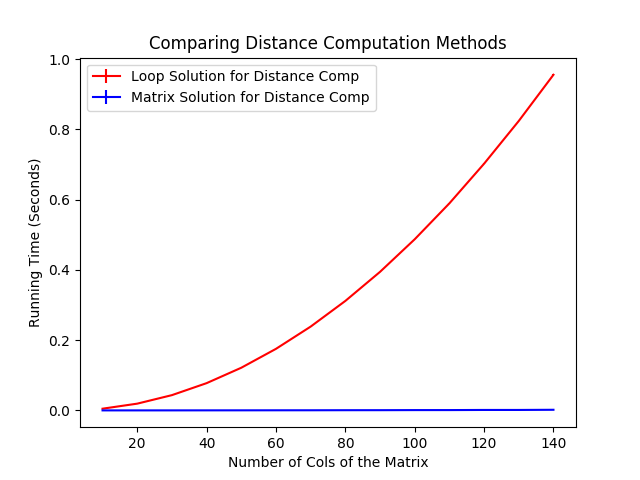 Comparing Distance Computation Methods
Loop Solution for Distance Comp
Matrix Solution for Distance Comp
Running Time (Seconds)
1.0
0.8
0.6
0.4
0.2
0.0
20 40 60 80 100 120 140
Number of Cols of the Matrix